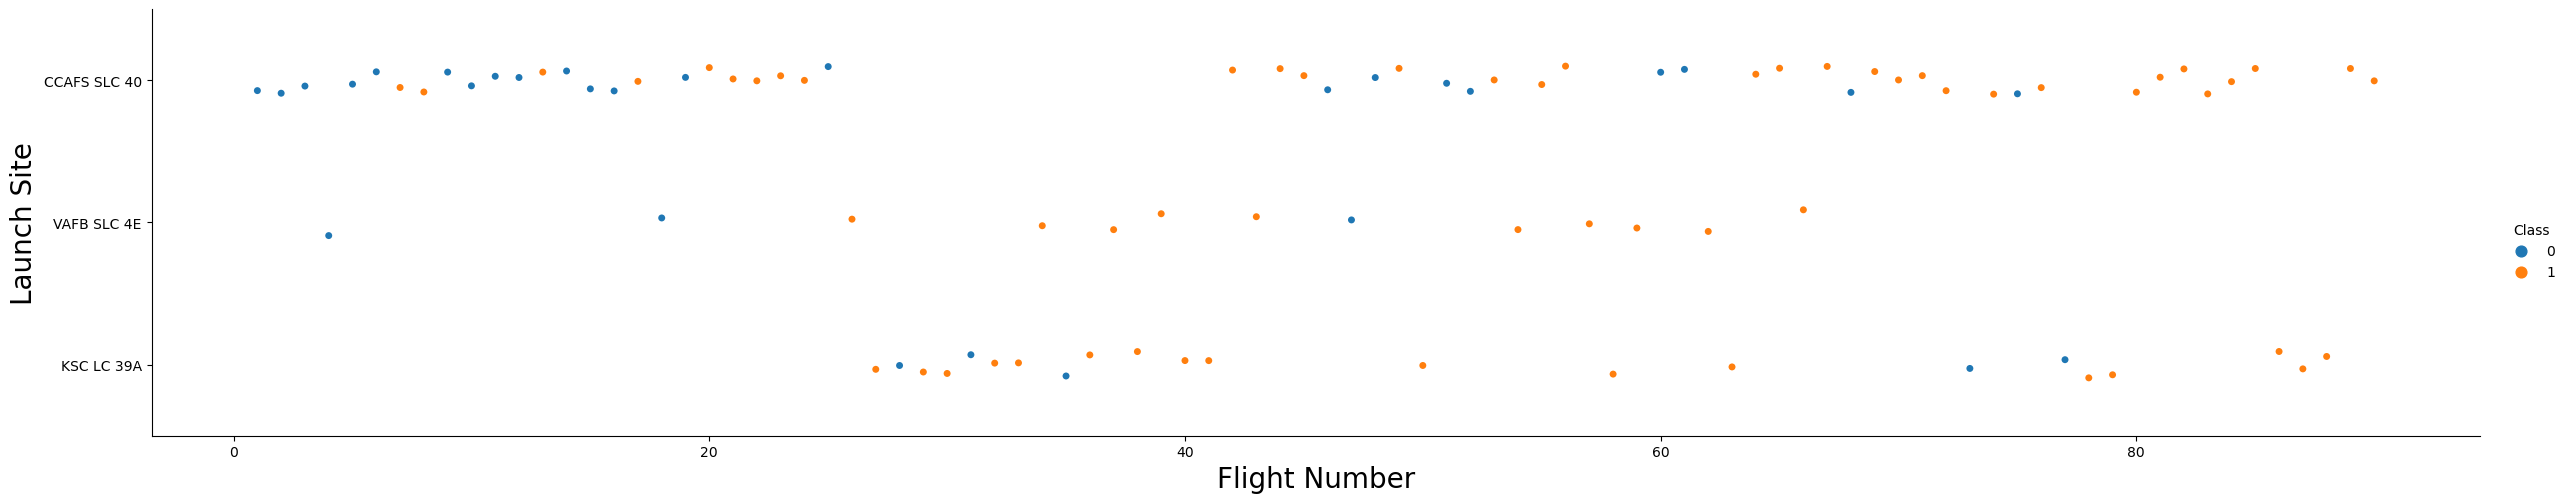 Launch Site
CCAFS SLC 40
VAFB SLC 4E
KSC LC 39A
0 20 40 60 80
Flight Number
Class
0
1